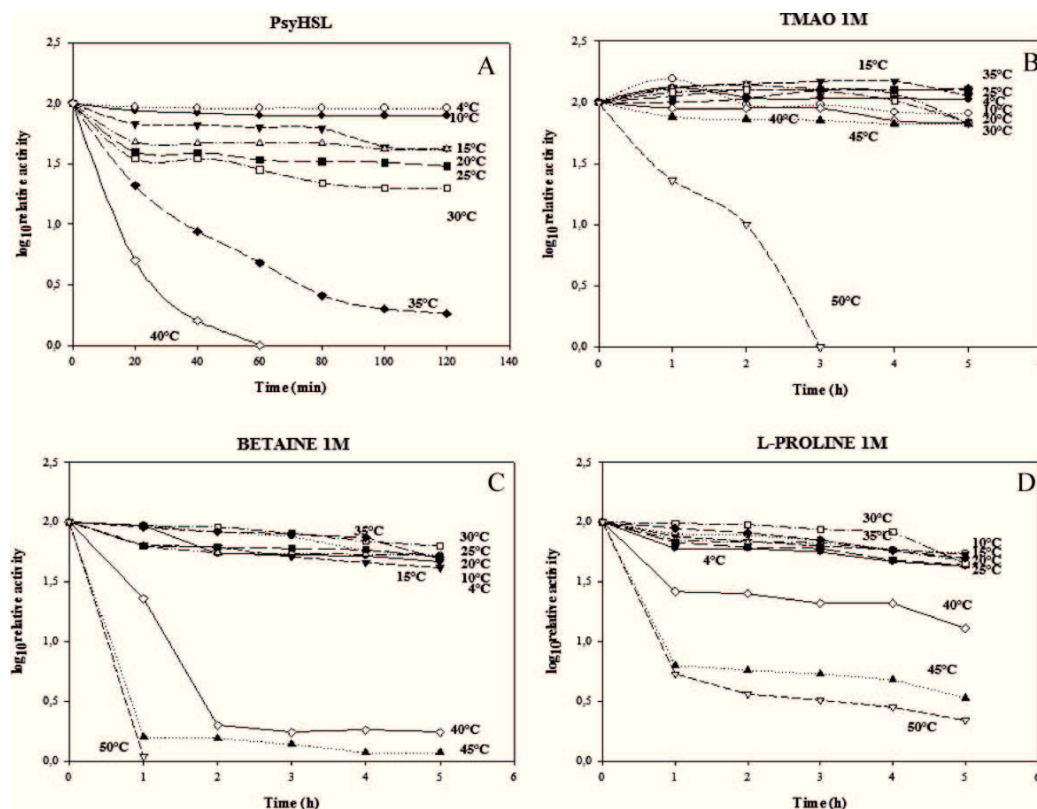 PsyHSL
A
log10 relative activity
2,5
2,0
1,5
1,0
0,5
0,0
4°C
10°C
15°C
20°C
25°C
30°C
35°C
40°C
0 20 40 60 80 100 120 140
Time (min)
TMAO 1M
B
log10 relative activity
2,5
2,0
1,5
1,0
0,5
0,0
15°C
35°C
25°C
4°C
10°C
20°C
30°C
40°C
45°C
50°C
0 1 2 3 4 5 6
Time (h)
BETAINE 1M
C
log10 relative activity
2,5
2,0
1,5
1,0
0,5
0,0
35°C
30°C
25°C
20°C
15°C
10°C
4°C
40°C
45°C
50°C
0 1 2 3 4 5 6
Time (h)
L-PROLINE 1M
D
log10 relative activity
2,5
2,0
1,5
1,0
0,5
0,0
30°C
35°C
10°C
15°C
4°C
25°C
40°C
45°C
50°C
0 1 2 3 4 5 6
Time (h)